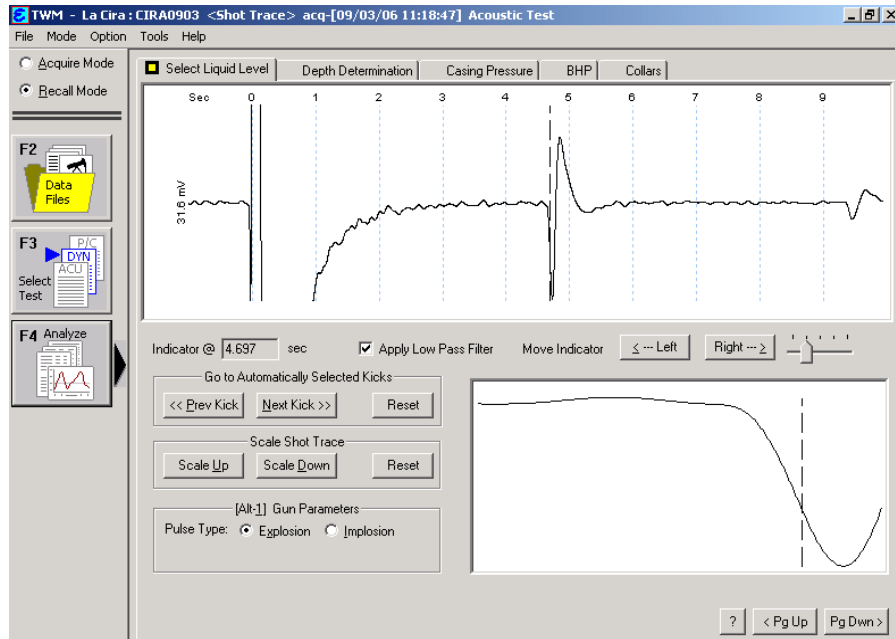 TWM - La Cira : CIRA0903 <Shot Trace> acq-[09/03/06 11:18:47] Acoustic Test
File Mode Option Tools Help
Acquire Mode
Recall Mode
F2
Data
Files
F3
P/C
DYN
ACU
Select
Test
F4 Analyze
Select Liquid Level
Depth Determination
Casing Pressure
BHP
Collars
Sec 0 1 2 3 4 5 6 7 8 9
31.6 mV
Indicator @ 4.697 sec
Apply Low Pass Filter
Move Indicator
< --- Left
Right --- >
Go to Automatically Selected Kicks
<< Prev Kick
Next Kick >>
Reset
Scale Shot Trace
Scale Up
Scale Down
Reset
[Alt-1] Gun Parameters
Pulse Type: Explosion Implosion
?
< Pg Up
Pg Dwn >